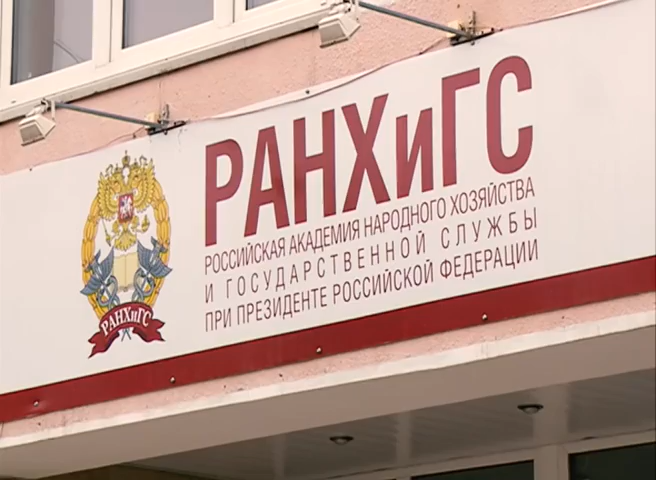 РАНХиГС
РОССИЙСКАЯ АКАДЕМИЯ НАРОДНОГО ХОЗЯЙСТВА
И ГОСУДАРСТВЕННОЙ СЛУЖБЫ
ПРИ ПРЕЗИДЕНТЕ РОССИЙСКОЙ ФЕДЕРАЦИИ
РАНХиГС